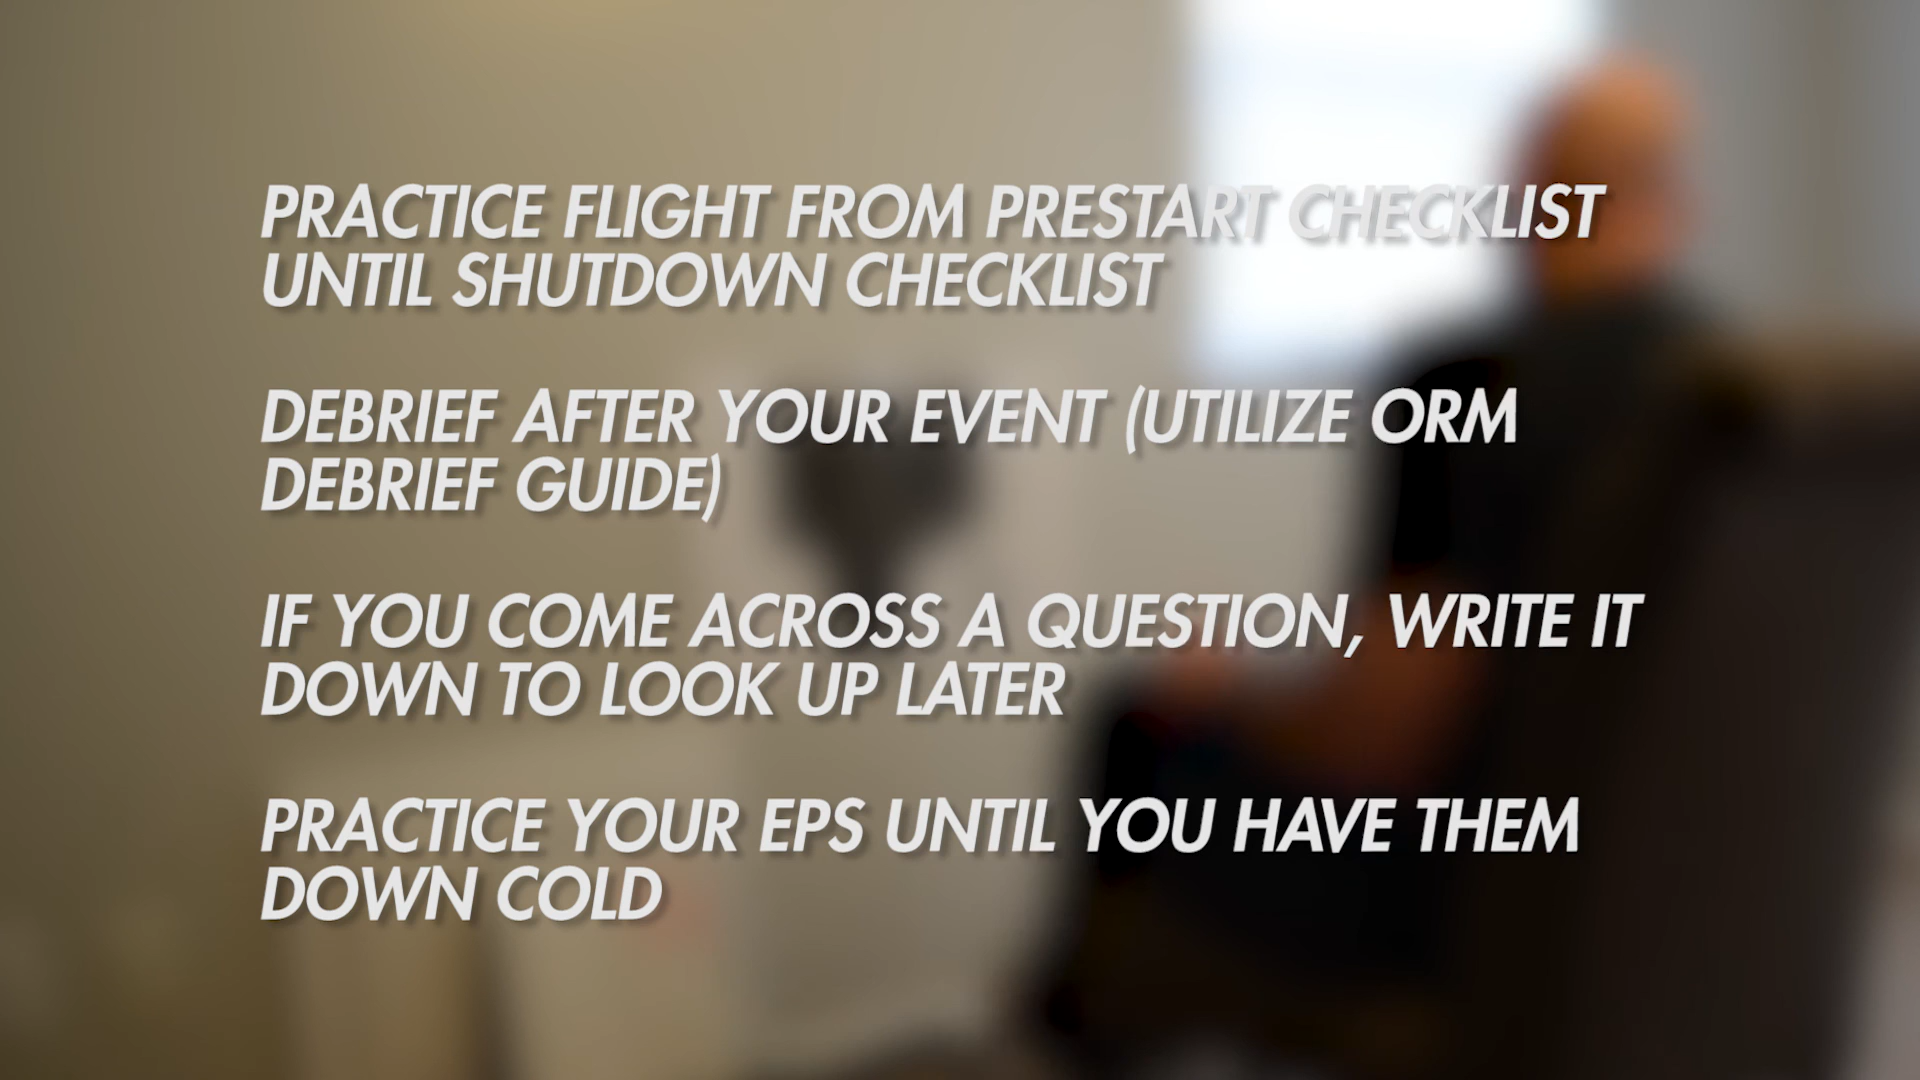 PRACTICE FLIGHT FROM PRESTART CHECKLIST
UNTIL SHUTDOWN CHECKLIST
DEBRIEF AFTER YOUR EVENT (UTILIZE ORM
DEBRIEF GUIDE)
IF YOU COME ACROSS A QUESTION, WRITE IT
DOWN TO LOOK UP LATER
PRACTICE YOUR EPS UNTIL YOU HAVE THEM
DOWN COLD